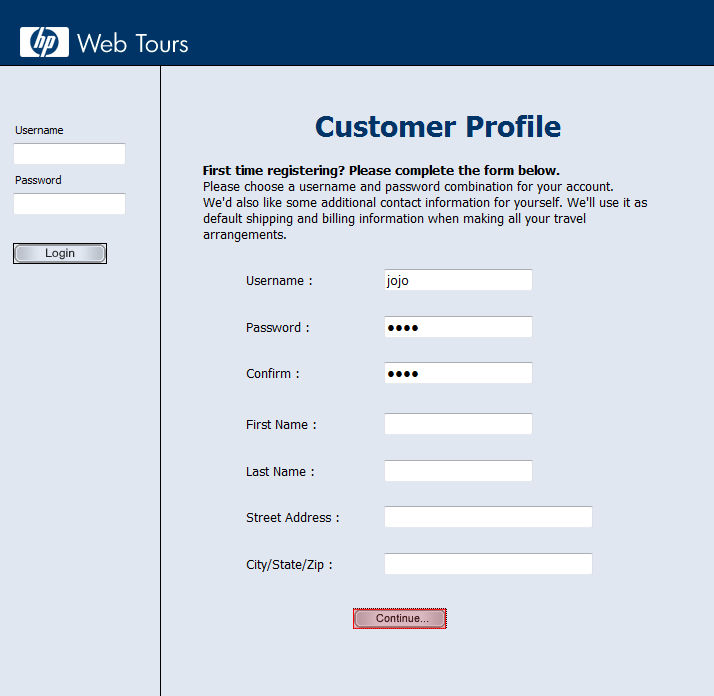 hp Web Tours
Username
Password
Login
Customer Profile
First time registering? Please complete the form below.
Please choose a username and password combination for your account.
We'd also like some additional contact information for yourself. We'll use it as
default shipping and billing information when making all your travel
arrangements.
Username : jojo
Password : ••••
Confirm : ••••
First Name :
Last Name :
Street Address :
City/State/Zip :
Continue...